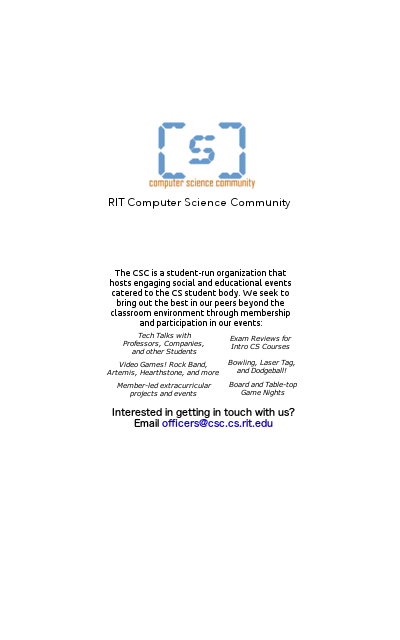 [s]
computer science community
RIT Computer Science Community
The CSC is a student-run organization that
hosts engaging social and educational events
catered to the CS student body. We seek to
bring out the best in our peers beyond the
classroom environment through membership
and participation in our events:
Tech Talks with
Professors, Companies,
and other Students
Exam Reviews for
Intro CS Courses
Video Games! Rock Band,
Artemis, Hearthstone, and more
Bowling, Laser Tag,
and Dodgeball!
Member-led extracurricular
projects and events
Board and Table-top
Game Nights
Interested in getting in touch with us?
Email officers@csc.cs.rit.edu